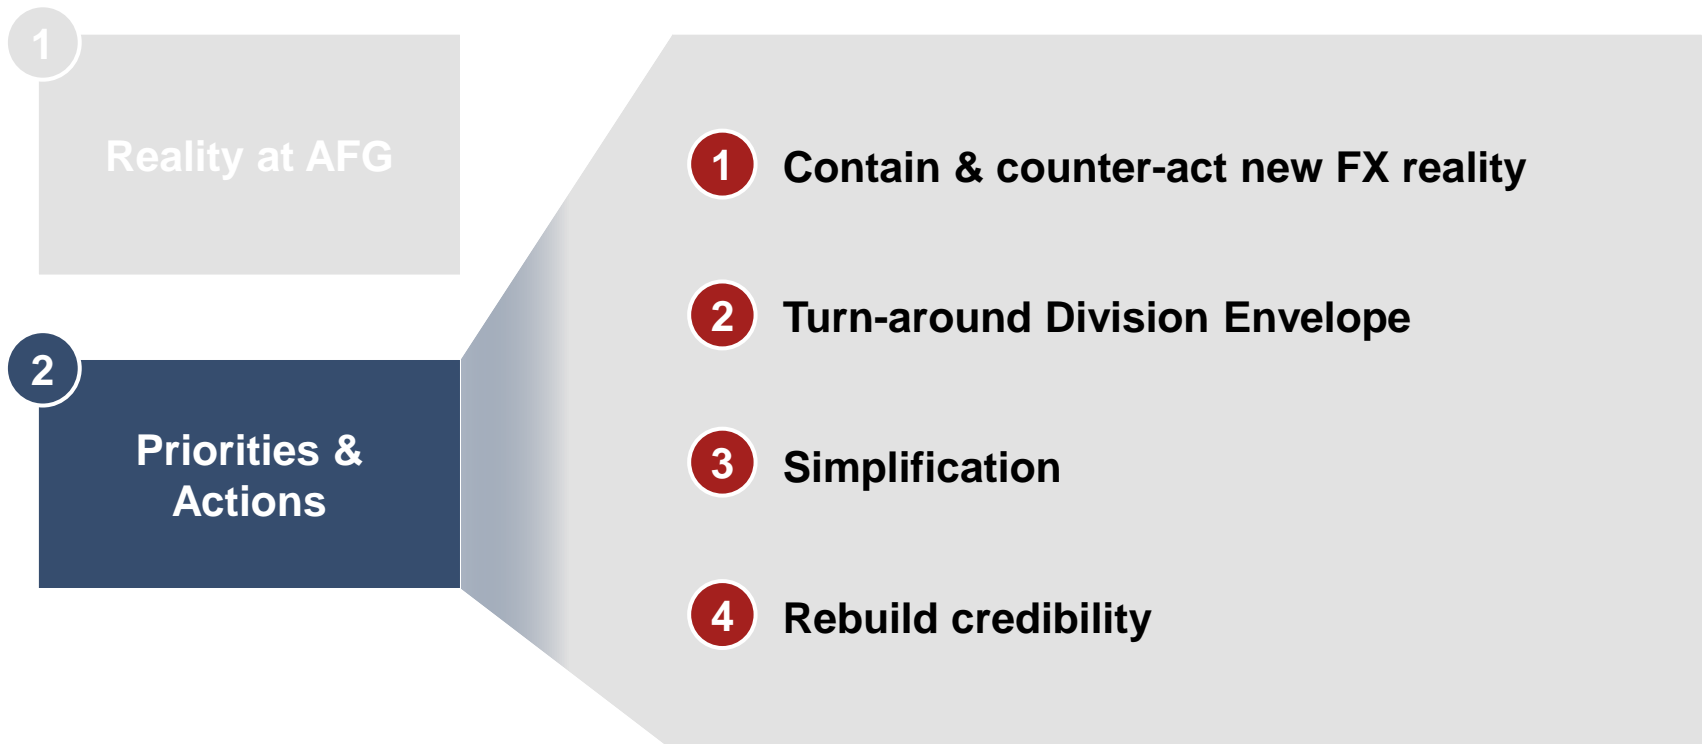 1
Reality at AFG
2
Priorities &
Actions
1 Contain & counter-act new FX reality
2 Turn-around Division Envelope
3 Simplification
4 Rebuild credibility